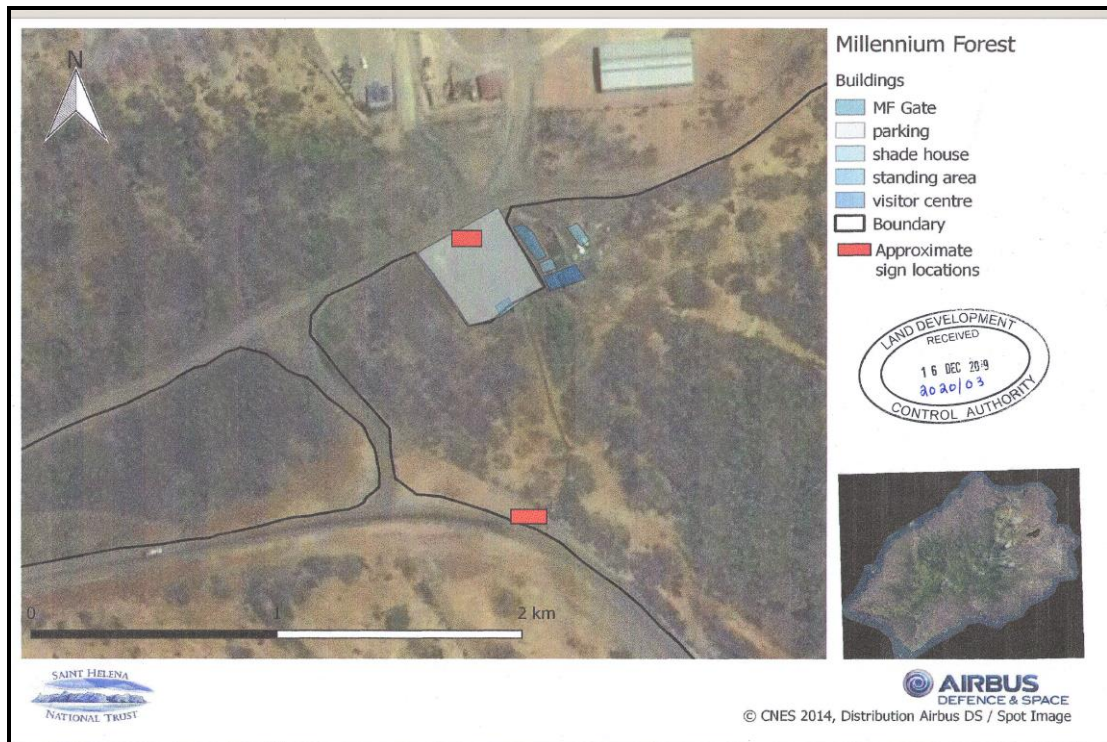 Millennium Forest
Buildings
MF Gate
parking
shade house
standing area
visitor centre
Boundary
Approximate
sign locations
N
LAND DEVELOPMENT
RECEIVED
16 DEC 2019
2020/03
CONTROL AUTHORITY
0 1 2 km
SAINT HELENA
NATIONAL TRUST
AIRBUS
DEFENCE & SPACE
© CNES 2014, Distribution Airbus DS / Spot Image